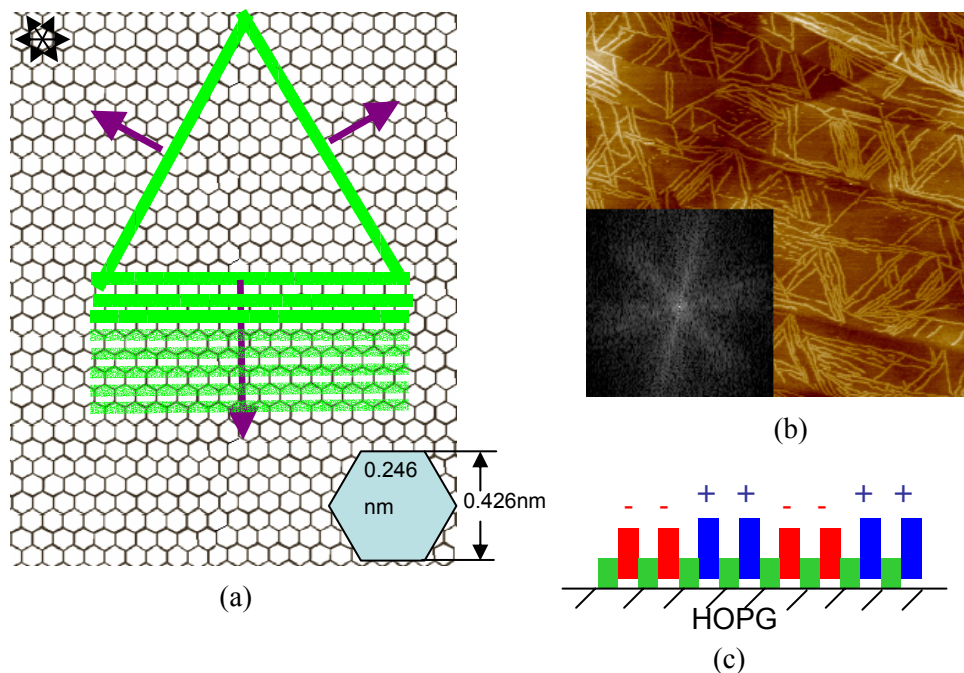 0.246
nm
0.426nm
(a)
(b)
- - + + - - + +
HOPG
(c)